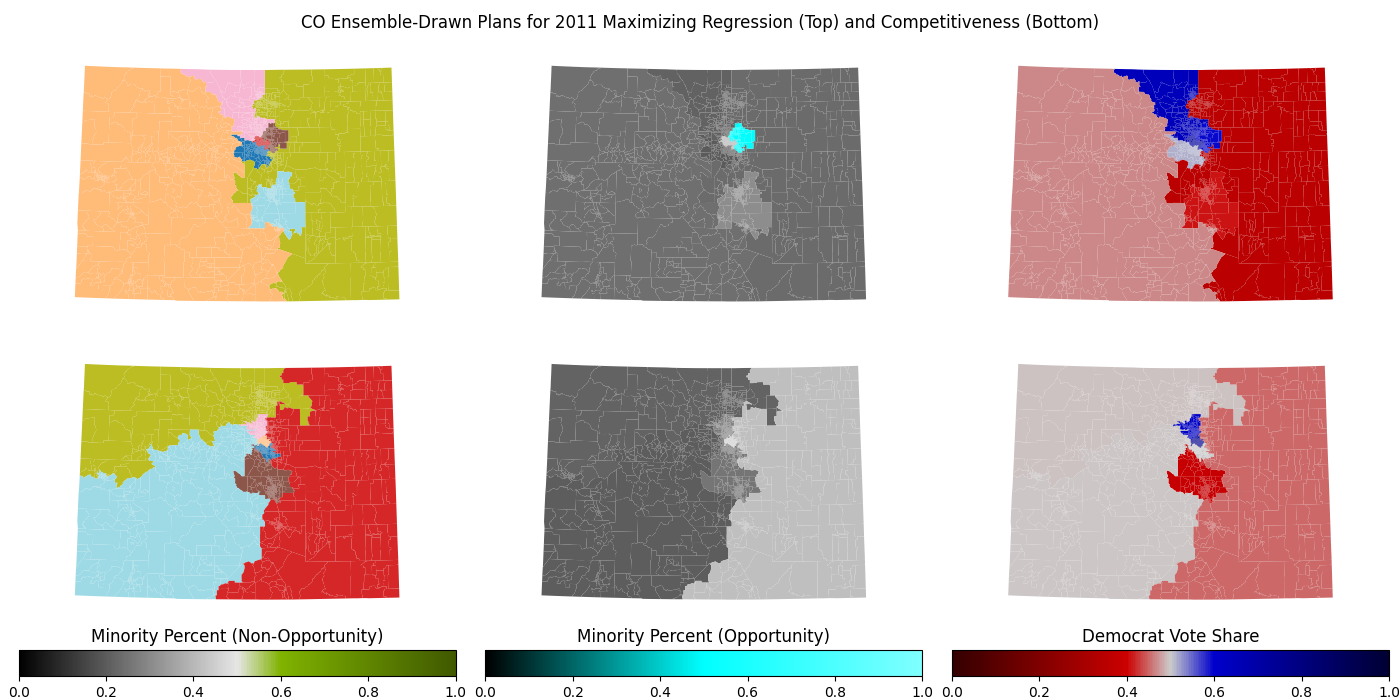 CO Ensemble-Drawn Plans for 2011 Maximizing Regression (Top) and Competitiveness (Bottom)
Minority Percent (Non-Opportunity)
Minority Percent (Opportunity)
Democrat Vote Share
0.0 0.2 0.4 0.6 0.8 1.0
0.0 0.2 0.4 0.6 0.8 1.0
0.0 0.2 0.4 0.6 0.8 1.0